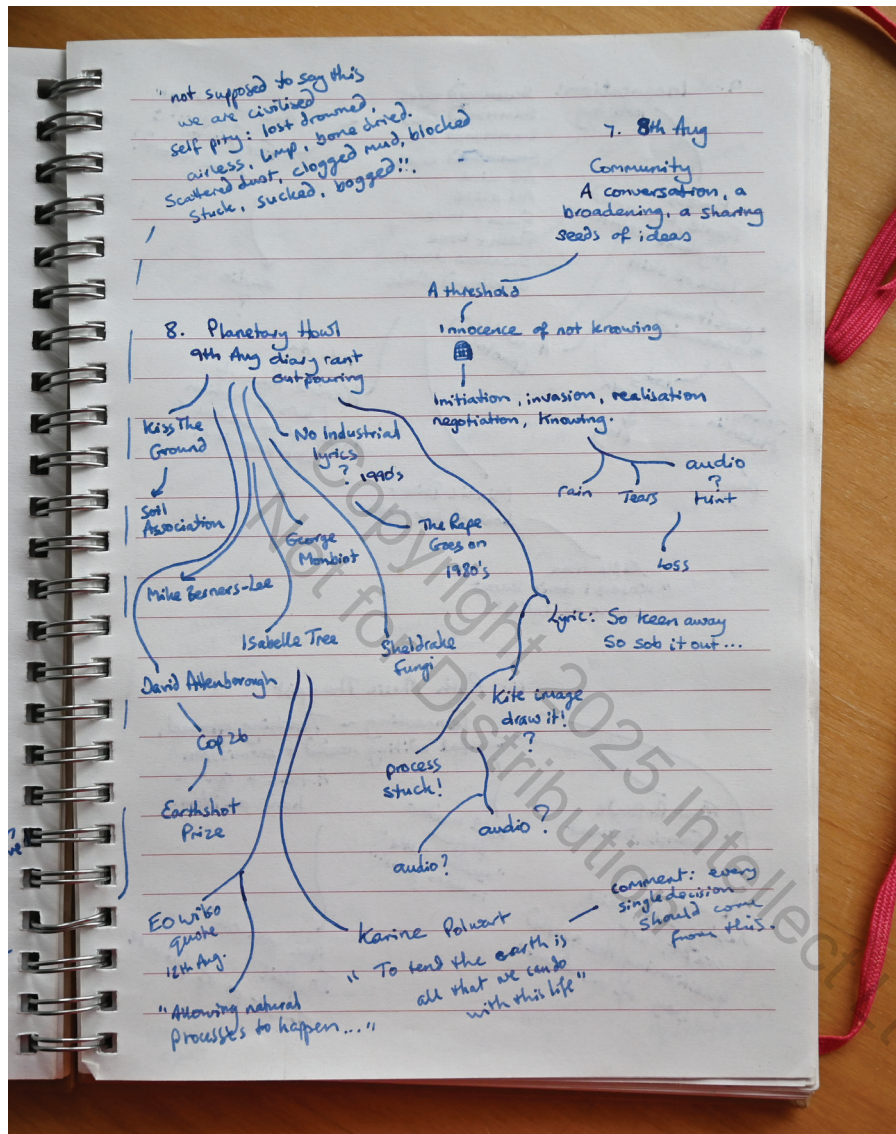 "not supposed to say this
we are civilised
self pity: lost drowned,
airless, limp, bone dried.
Scattered dust, clogged mud, blocked
stuck, sucked, bogged!!.
7. 8th Aug
Community
A conversation, a
broadening, a sharing
seeds of ideas
A threshold
Innocence of not knowing
Initiation, invasion, realisation
negotiation, knowing.
rain
Tears
audio
?
hint
Loss
8. Planetary Howl
9th Aug diary rant
outpouring
Kiss The
Ground
Soil
Association
No Industrial
lyrics
? 1990's
The Rape
Goes on
1980's
George
Monbiot
Mike Berners-Lee
Isabelle Tree
Sheldrake
Fungi
David Attenborough
Cop26
Earthshot
Prize
Lyric: So keen away
So sob it out...
Kite image
draw it!
?
process
stuck!
audio?
audio?
EO Wilso
quote
12th Aug.
"Allowing natural
Processes to happen..."
Karine Polwart
"To tend the earth is
all that we can do
with this life"
comment: every
single decision
should come
from this.
ve
Copyright 2025 Intellect
Not for Distribution